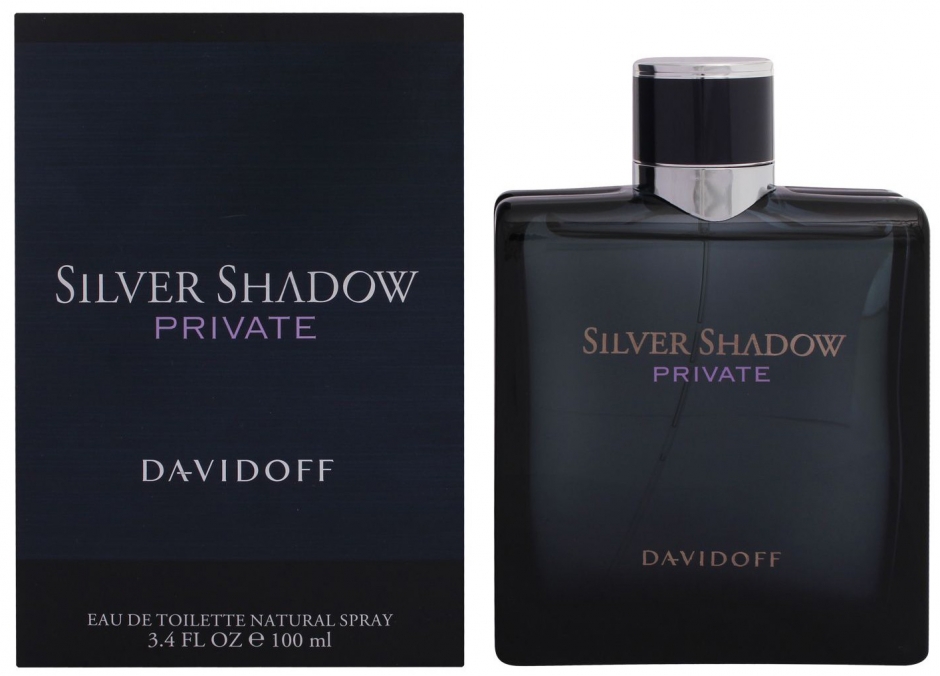 SILVER SHADOW
PRIVATE
DAVIDOFF
EAU DE TOILETTE NATURAL SPRAY
3.4 FL OZ ℮ 100 ml
SILVER SHADOW
PRIVATE
DAVIDOFF